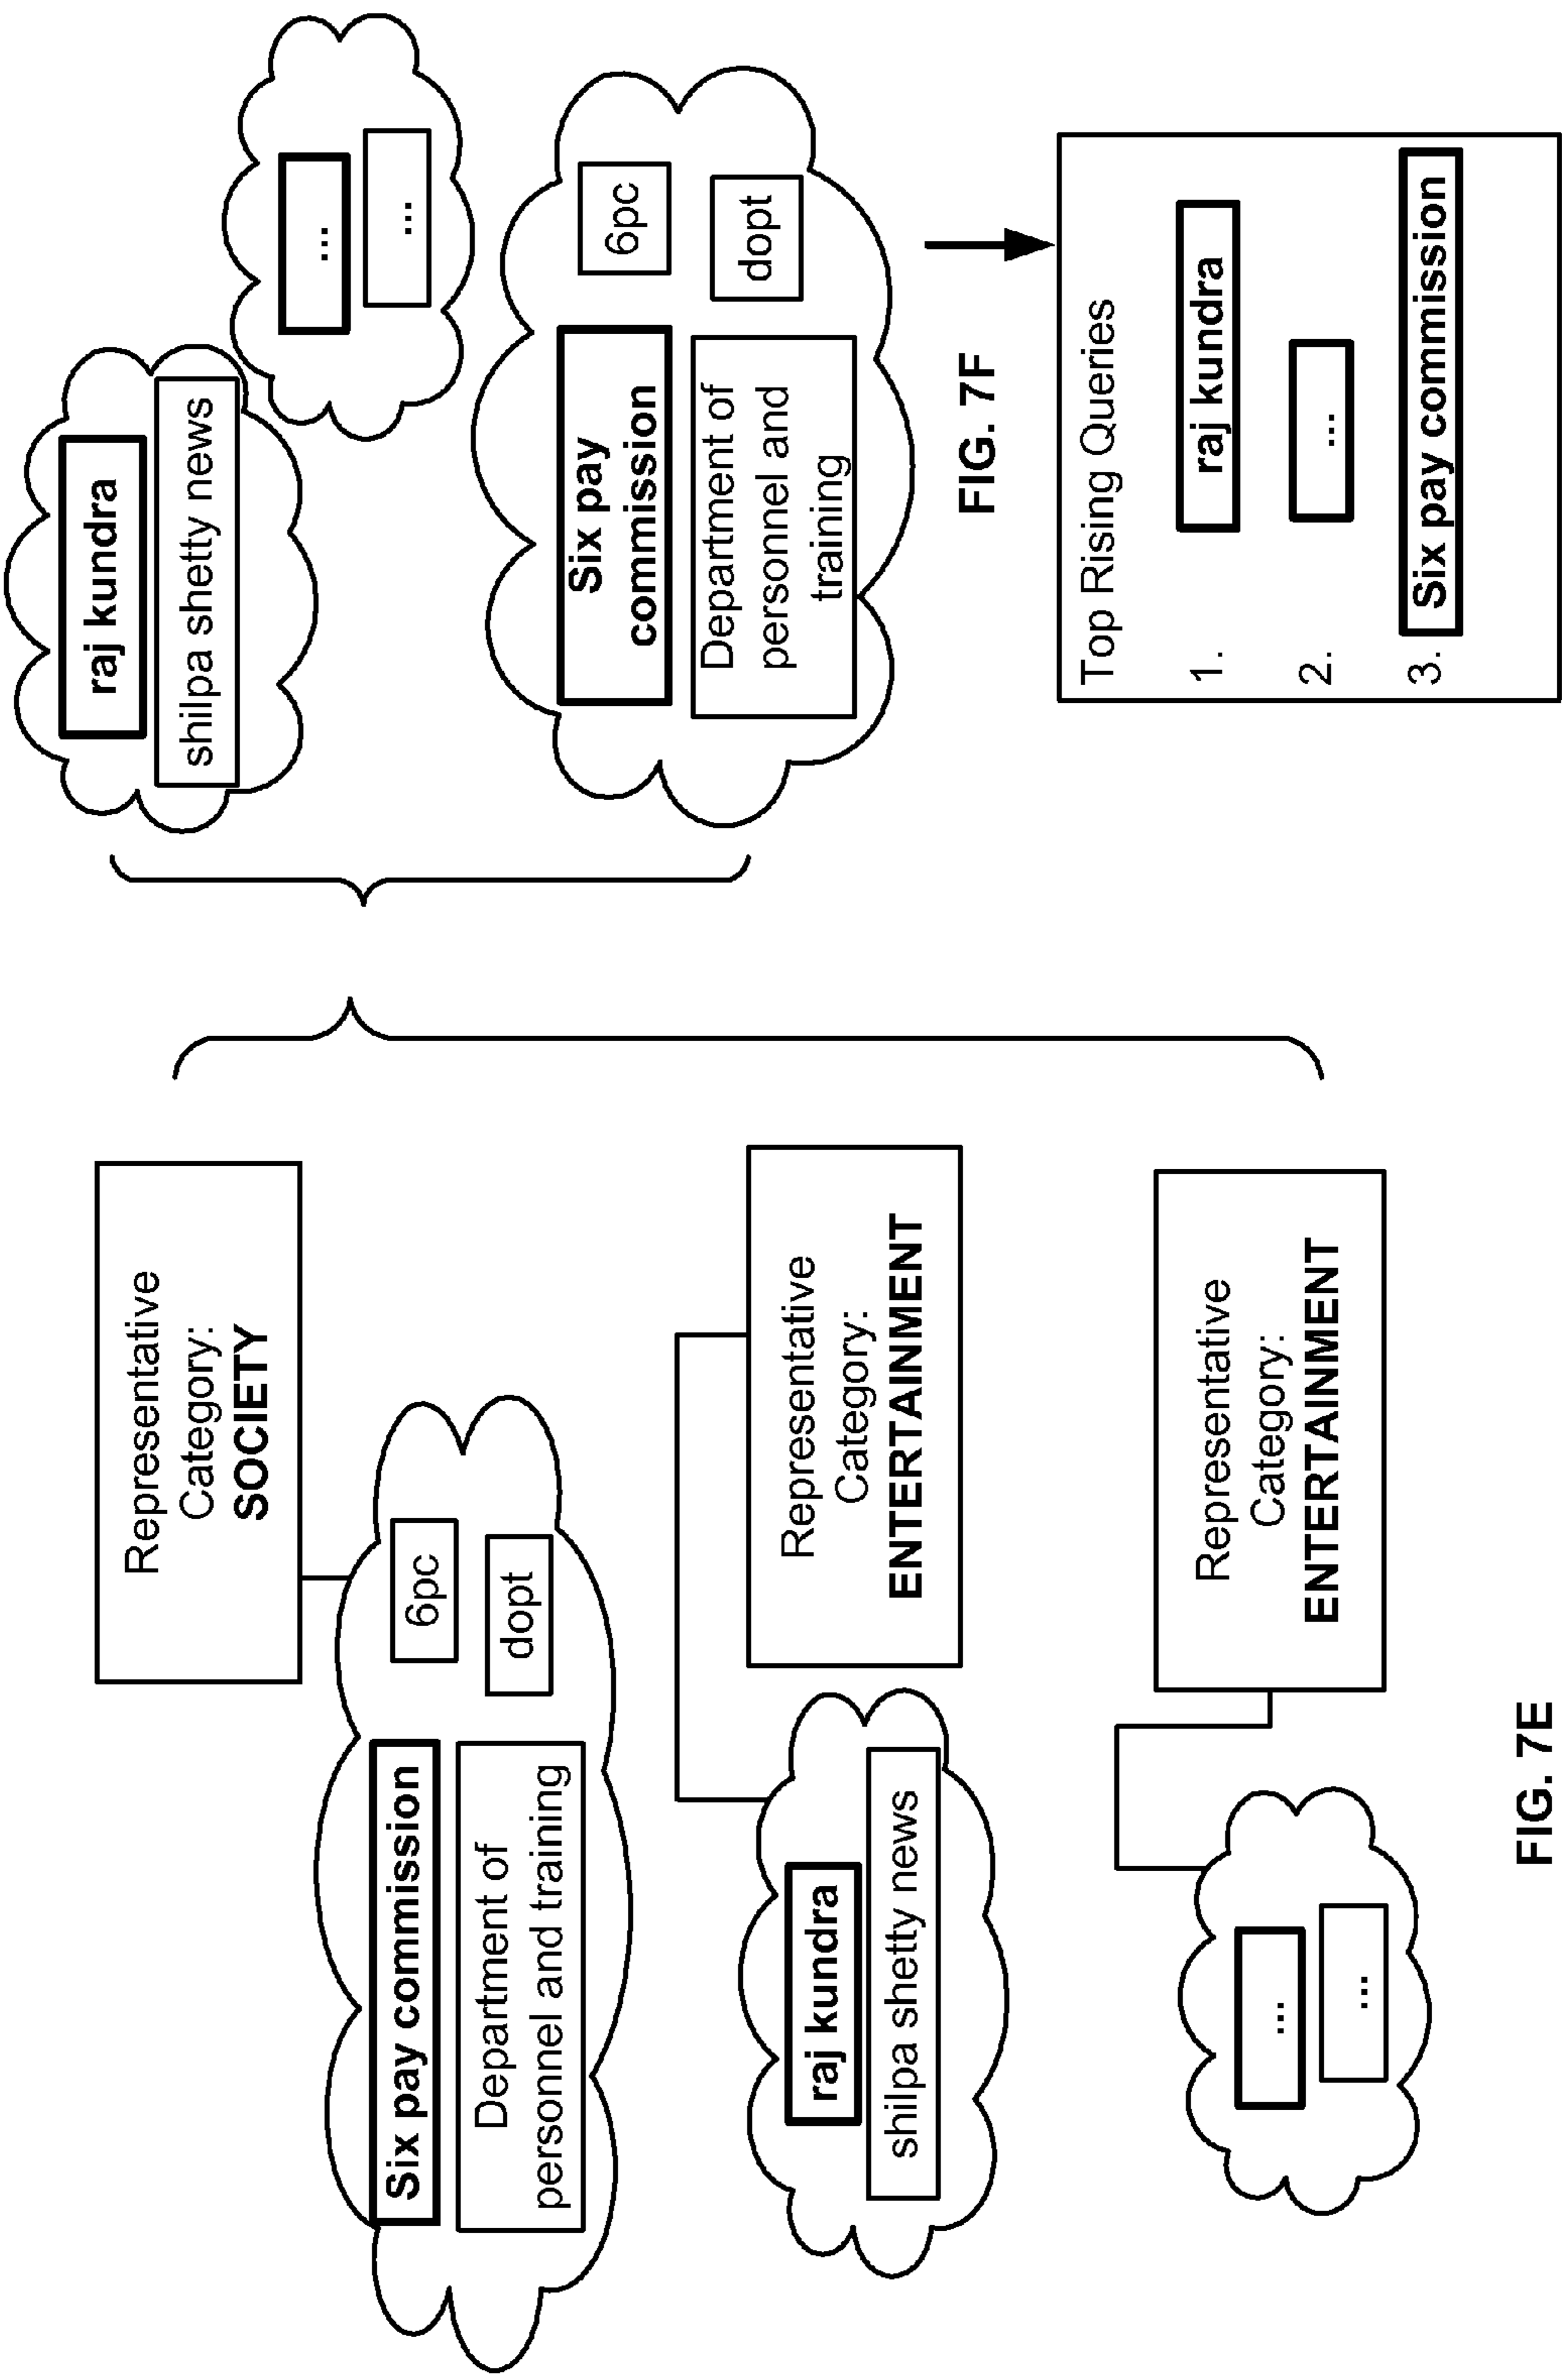 Representative
Category:
SOCIETY
Six pay commission
6pc
Department of
personnel and training
dopt
Representative
Category:
ENTERTAINMENT
raj kundra
shilpa shetty news
Representative
Category:
ENTERTAINMENT
...
...
FIG. 7E
raj kundra
shilpa shetty news
...
...
Six pay
commission
6pc
Department of
personnel and
training
dopt
FIG. 7F
Top Rising Queries
1. raj kundra
2. ...
3. Six pay commission